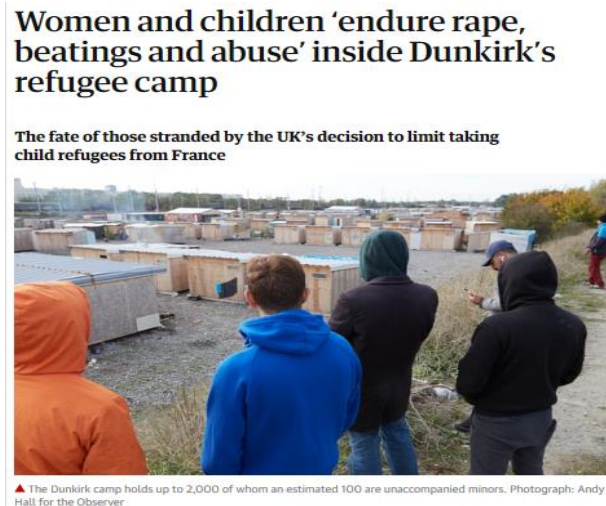 Women and children ‘endure rape,
beatings and abuse’ inside Dunkirk’s
refugee camp
The fate of those stranded by the UK’s decision to limit taking
child refugees from France
▲ The Dunkirk camp holds up to 2,000 of whom an estimated 100 are unaccompanied minors. Photograph: Andy
Hall for the Observer